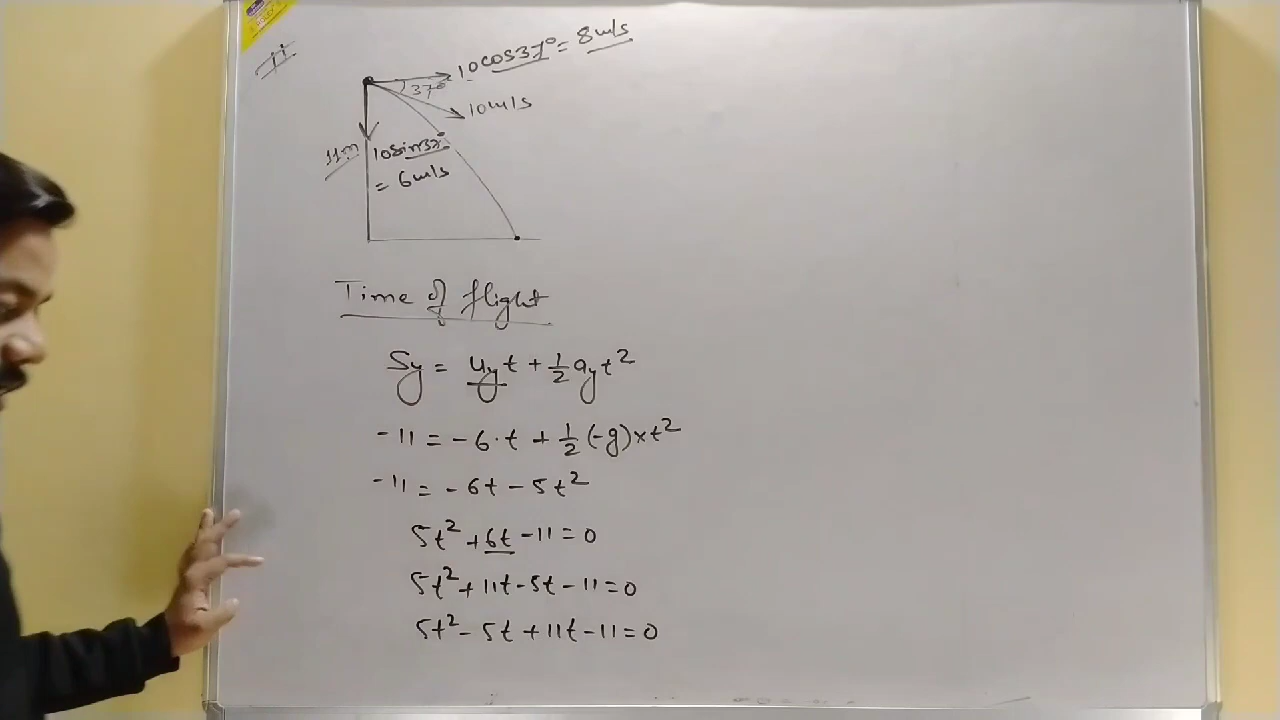 ii
10cos37° = 8m/s
37°
10m/s
11m
10sin37
= 6m/s
Time of flight
Sy = uyt + 1/2 ayt²
-11 = -6·t + 1/2 (-g)×t²
-11 = -6t - 5t²
5t² + 6t - 11 = 0
5t² + 11t - 5t - 11 = 0
5t² - 5t + 11t - 11 = 0